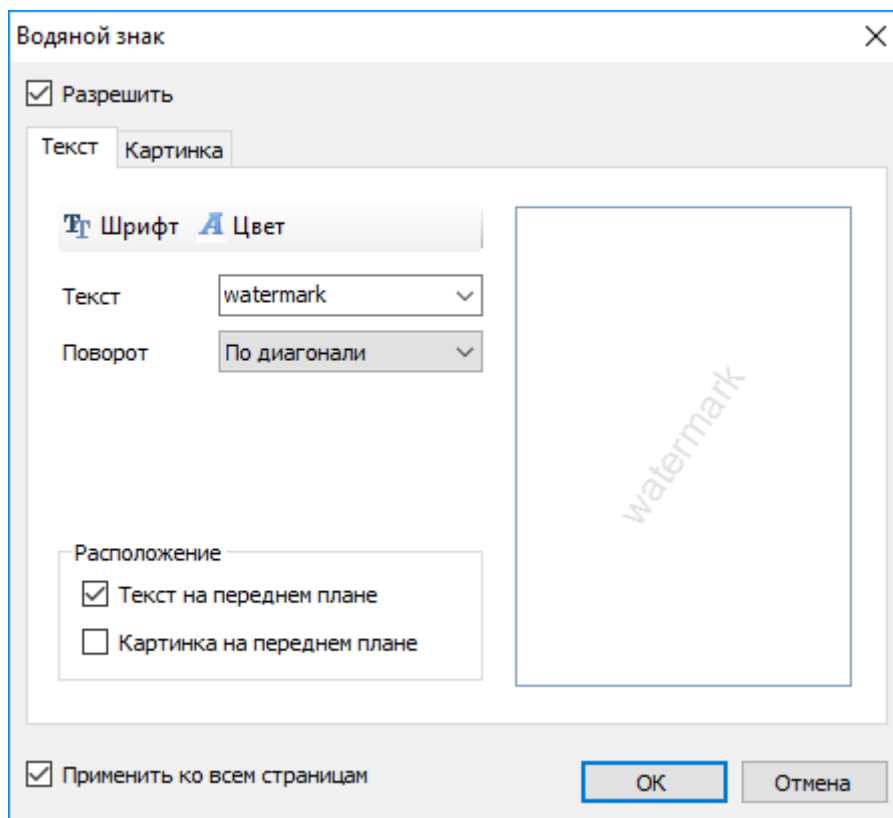 Водяной знак
Разрешить
Текст Картинка
Шрифт Цвет
Текст watermark
Поворот По диагонали
watermark
Расположение
Текст на переднем плане
Картинка на переднем плане
Применить ко всем страницам
OK Отмена